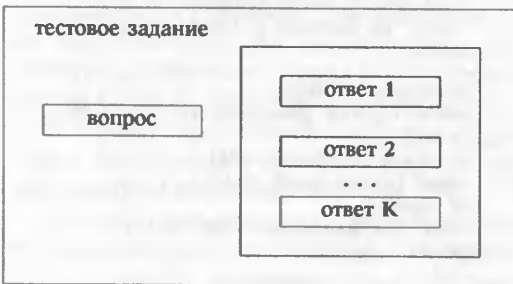 тестовое задание
вопрос
ответ 1
ответ 2
...
ответ К